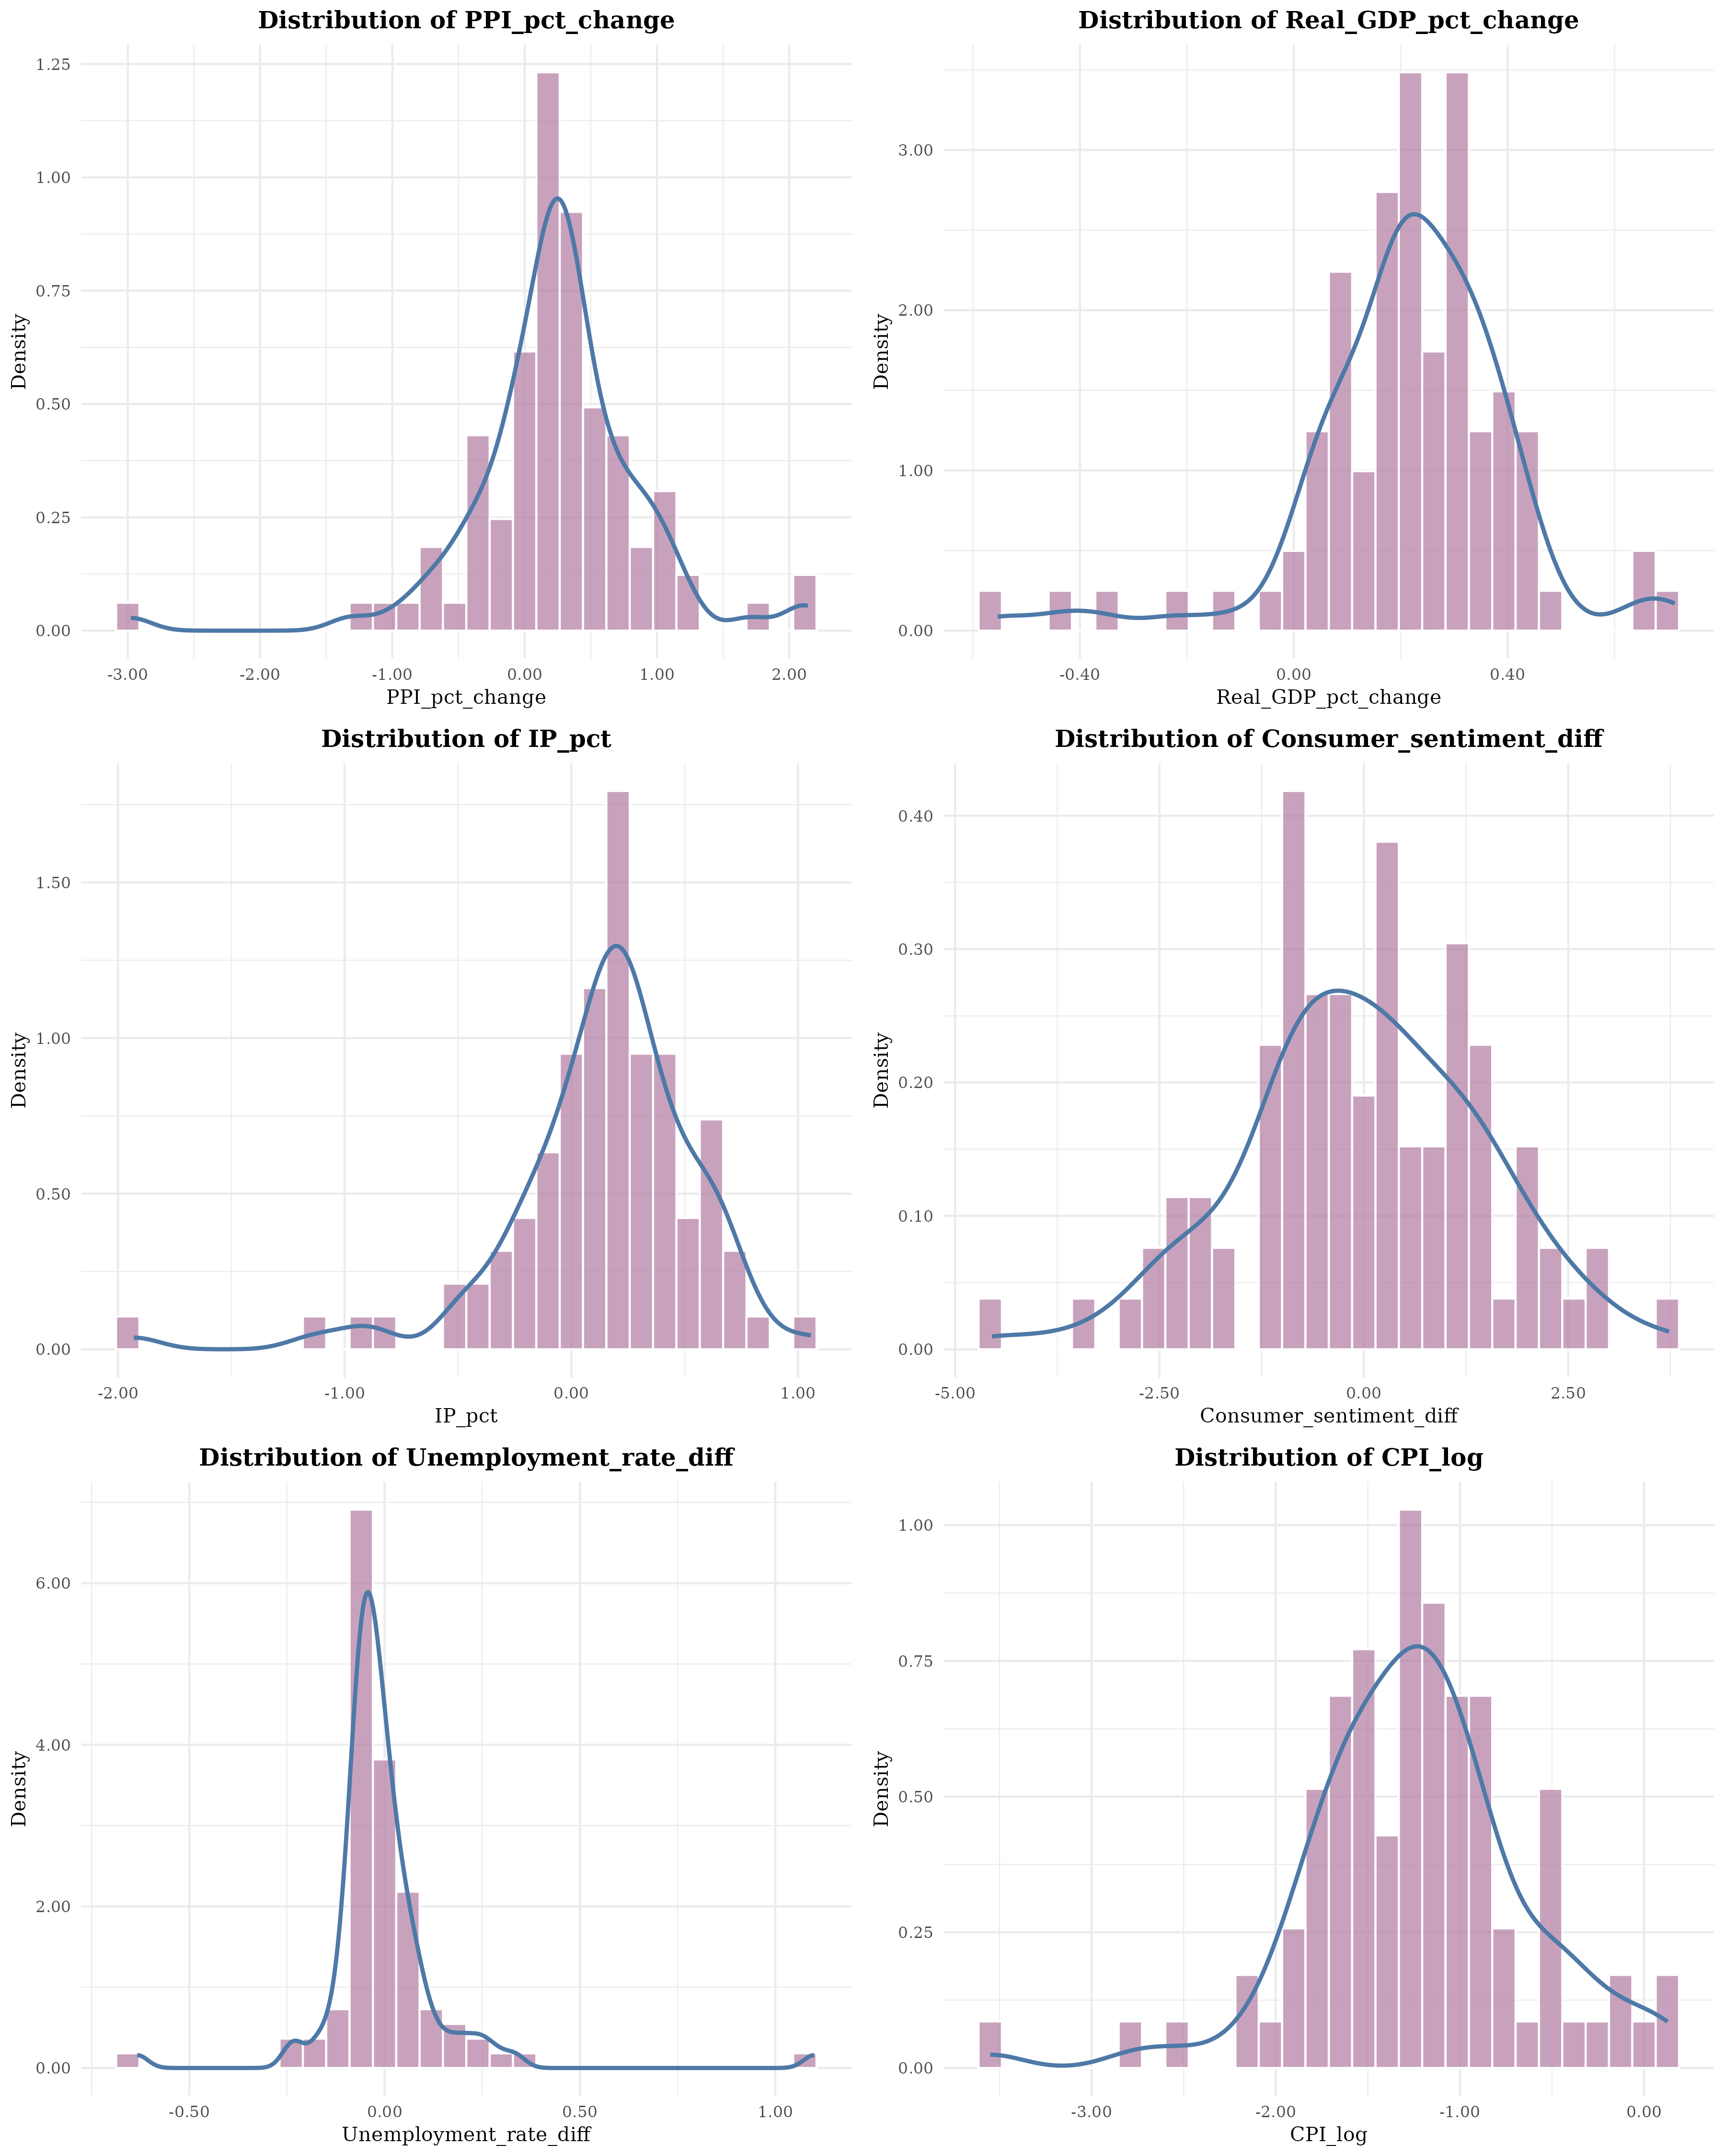 Distribution of PPI_pct_change
Density
1.25
1.00
0.75
0.50
0.25
0.00
-3.00 -2.00 -1.00 0.00 1.00 2.00
PPI_pct_change
Distribution of Real_GDP_pct_change
Density
3.00
2.00
1.00
0.00
-0.40 0.00 0.40
Real_GDP_pct_change
Distribution of IP_pct
Density
1.50
1.00
0.50
0.00
-2.00 -1.00 0.00 1.00
IP_pct
Distribution of Consumer_sentiment_diff
Density
0.40
0.30
0.20
0.10
0.00
-5.00 -2.50 0.00 2.50
Consumer_sentiment_diff
Distribution of Unemployment_rate_diff
Density
6.00
4.00
2.00
0.00
-0.50 0.00 0.50 1.00
Unemployment_rate_diff
Distribution of CPI_log
Density
1.00
0.75
0.50
0.25
0.00
-3.00 -2.00 -1.00 0.00
CPI_log